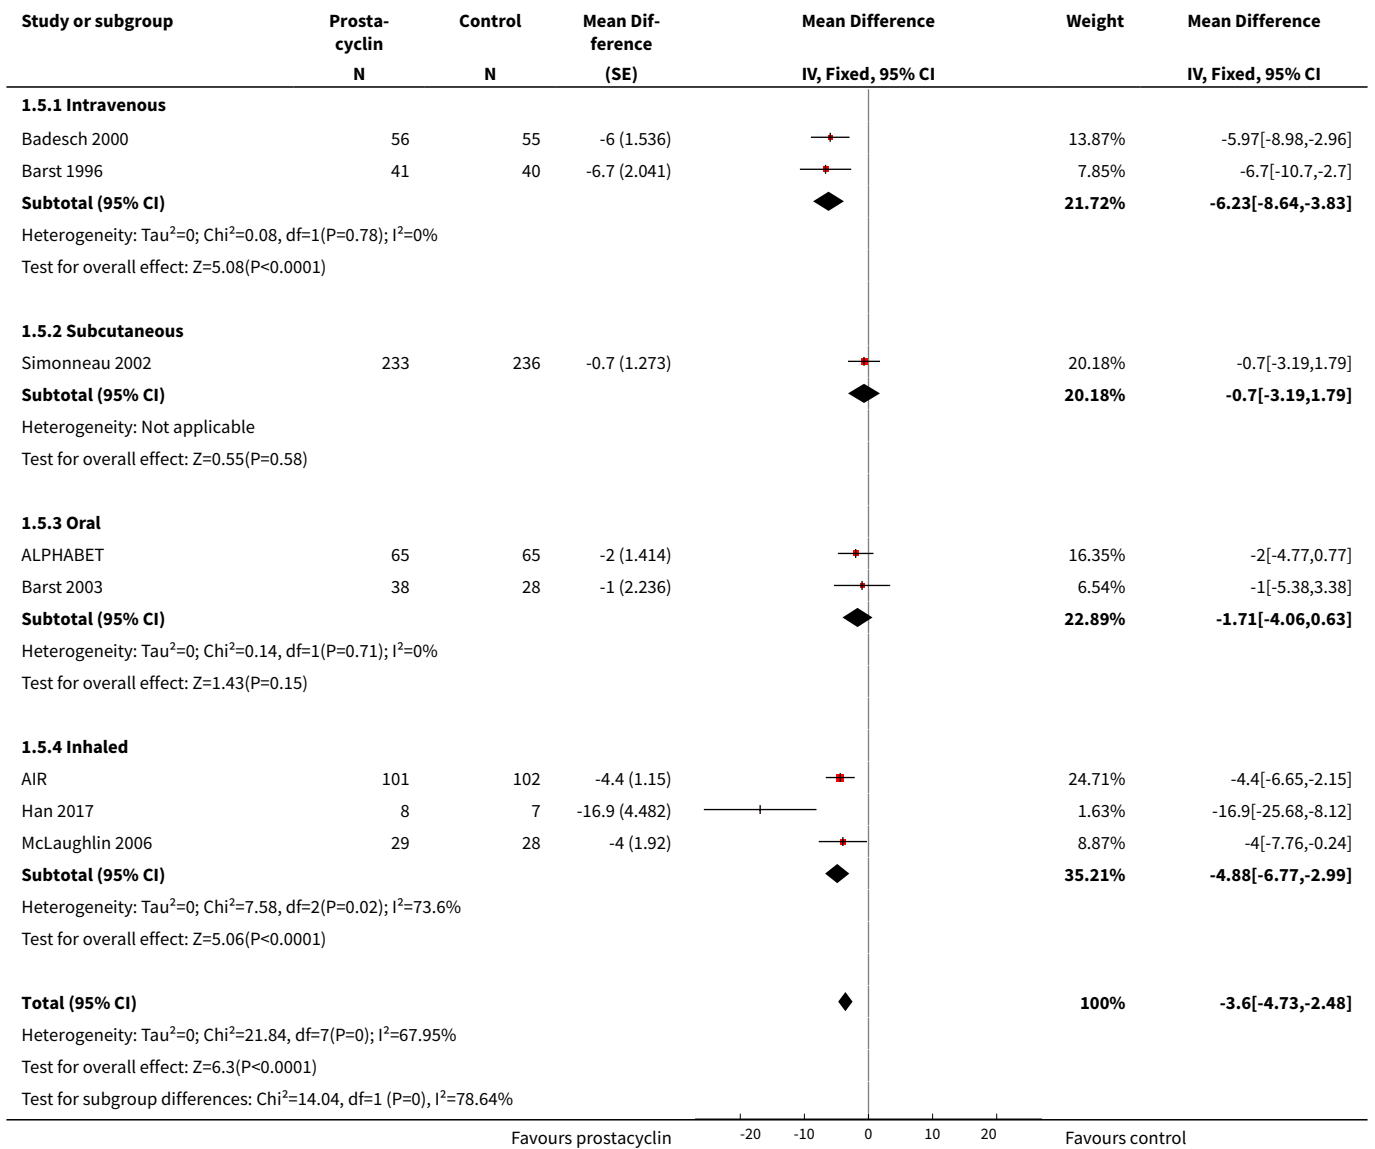 Study or subgroup Prosta- Control Mean Dif- Mean Difference Weight Mean Difference
cyclin ference
N N (SE) IV, Fixed, 95% CI IV, Fixed, 95% CI
1.5.1 Intravenous
Badesch 2000 56 55 -6 (1.536) 13.87% -5.97[-8.98,-2.96]
Barst 1996 41 40 -6.7 (2.041) 7.85% -6.7[-10.7,-2.7]
Subtotal (95% CI) 21.72% -6.23[-8.64,-3.83]
Heterogeneity: Tau²=0; Chi²=0.08, df=1(P=0.78); I²=0%
Test for overall effect: Z=5.08(P<0.0001)
1.5.2 Subcutaneous
Simonneau 2002 233 236 -0.7 (1.273) 20.18% -0.7[-3.19,1.79]
Subtotal (95% CI) 20.18% -0.7[-3.19,1.79]
Heterogeneity: Not applicable
Test for overall effect: Z=0.55(P=0.58)
1.5.3 Oral
ALPHABET 65 65 -2 (1.414) 16.35% -2[-4.77,0.77]
Barst 2003 38 28 -1 (2.236) 6.54% -1[-5.38,3.38]
Subtotal (95% CI) 22.89% -1.71[-4.06,0.63]
Heterogeneity: Tau²=0; Chi²=0.14, df=1(P=0.71); I²=0%
Test for overall effect: Z=1.43(P=0.15)
1.5.4 Inhaled
AIR 101 102 -4.4 (1.15) 24.71% -4.4[-6.65,-2.15]
Han 2017 8 7 -16.9 (4.482) 1.63% -16.9[-25.68,-8.12]
McLaughlin 2006 29 28 -4 (1.92) 8.87% -4[-7.76,-0.24]
Subtotal (95% CI) 35.21% -4.88[-6.77,-2.99]
Heterogeneity: Tau²=0; Chi²=7.58, df=2(P=0.02); I²=73.6%
Test for overall effect: Z=5.06(P<0.0001)
Total (95% CI) 100% -3.6[-4.73,-2.48]
Heterogeneity: Tau²=0; Chi²=21.84, df=7(P=0); I²=67.95%
Test for overall effect: Z=6.3(P<0.0001)
Test for subgroup differences: Chi²=14.04, df=1 (P=0), I²=78.64%
Favours prostacyclin -20 -10 0 10 20 Favours control